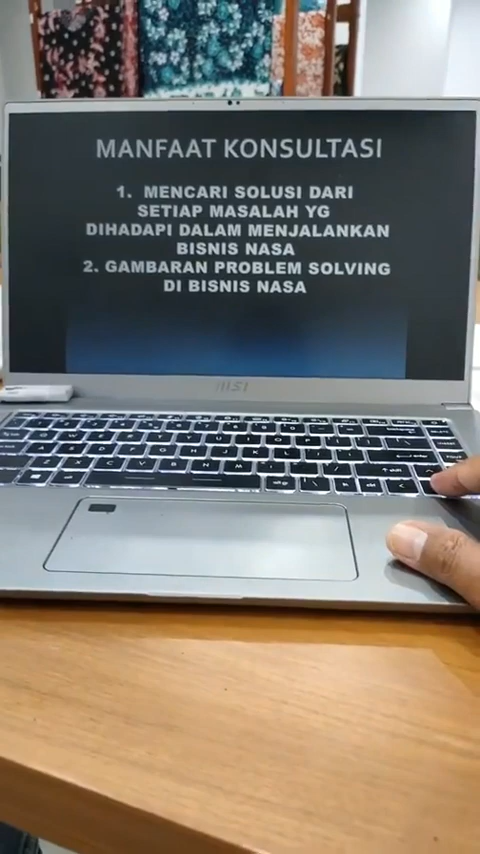 MANFAAT KONSULTASI
1. MENCARI SOLUSI DARI
SETIAP MASALAH YG
DIHADAPI DALAM MENJALANKAN
BISNIS NASA
2. GAMBARAN PROBLEM SOLVING
DI BISNIS NASA
msi